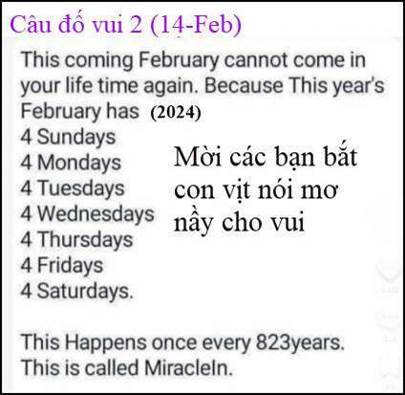 Câu đố vui 2 (14-Feb)
This coming February cannot come in
your life time again. Because This year's
February has (2024)
4 Sundays
4 Mondays
4 Tuesdays
4 Wednesdays
4 Thursdays
4 Fridays
4 Saturdays.
Mời các bạn bắt
con vịt nói mơ
nầy cho vui
This Happens once every 823years.
This is called MiracleIn.